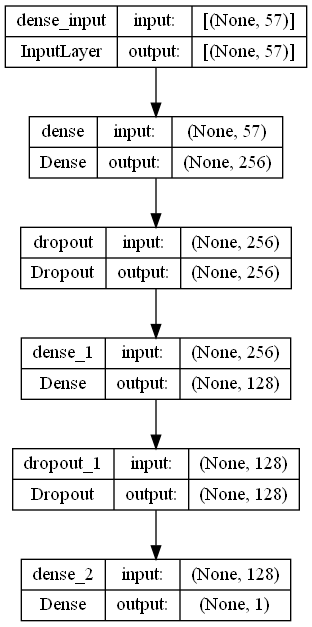 dense_input input: [(None, 57)]
InputLayer output: [(None, 57)]
dense input: (None, 57)
Dense output: (None, 256)
dropout input: (None, 256)
Dropout output: (None, 256)
dense_1 input: (None, 256)
Dense output: (None, 128)
dropout_1 input: (None, 128)
Dropout output: (None, 128)
dense_2 input: (None, 128)
Dense output: (None, 1)